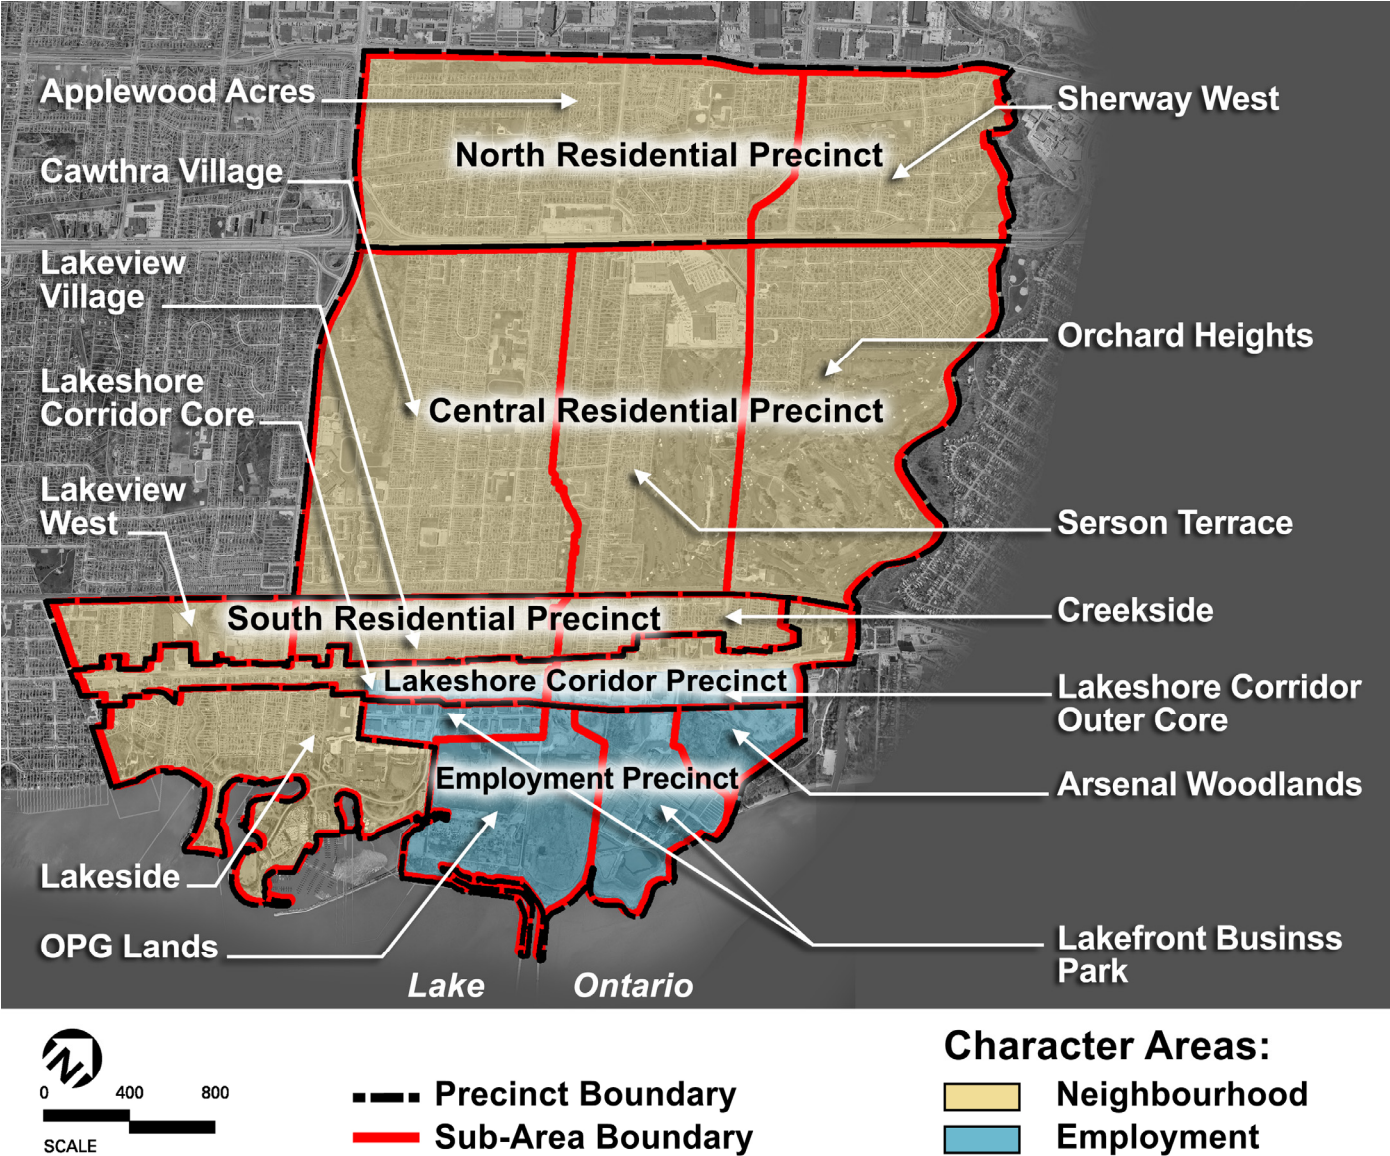 Applewood Acres
Sherway West
North Residential Precinct
Cawthra Village
Lakeview
Village
Orchard Heights
Lakeshore
Corridor Core
Central Residential Precinct
Lakeview
West
Serson Terrace
Creekside
South Residential Precinct
Lakeshore Coridor Precinct
Lakeshore Corridor
Outer Core
Employment Precinct
Arsenal Woodlands
Lakeside
OPG Lands
Lakefront Businss
Park
Lake Ontario
N
0 400 800
SCALE
Precinct Boundary
Sub-Area Boundary
Character Areas:
Neighbourhood
Employment